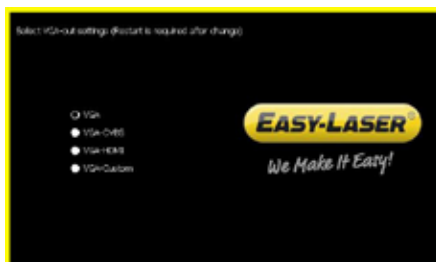 Select VGA-out settings (Restart is required after change)
VGA
VGA-CVBS
VGA-HDMI
VGA-Custom
EASY-LASER®
We Make It Easy!